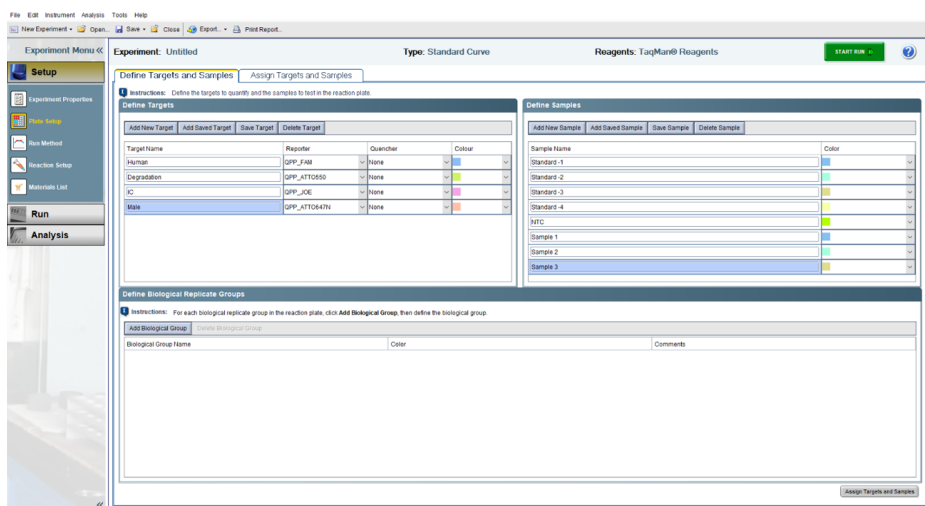 File Edit Instrument Analysis Tools Help
New Experiment Open... Save Close Export... Print Report...
Experiment Menu «
Experiment: Untitled Type: Standard Curve Reagents: TaqMan® Reagents START RUN
Setup
Experiment Properties
Plate Setup
Run Method
Reaction Setup
Materials List
Run
Analysis
Define Targets and Samples Assign Targets and Samples
Instructions: Define the targets to quantify and the samples to test in the reaction plate.
Define Targets
Add New Target Add Saved Target Save Target Delete Target
Target Name Reporter Quencher Colour
Human QPP_FAM None
Degradation QPP_ATTO550 None
IC QPP_JOE None
Male QPP_ATTO647N None
Define Samples
Add New Sample Add Saved Sample Save Sample Delete Sample
Sample Name Color
Standard -1
Standard -2
Standard -3
Standard -4
NTC
Sample 1
Sample 2
Sample 3
Define Biological Replicate Groups
Instructions: For each biological replicate group in the reaction plate, click Add Biological Group, then define the biological group.
Add Biological Group Delete Biological Group
Biological Group Name Color Comments
Assign Targets and Samples